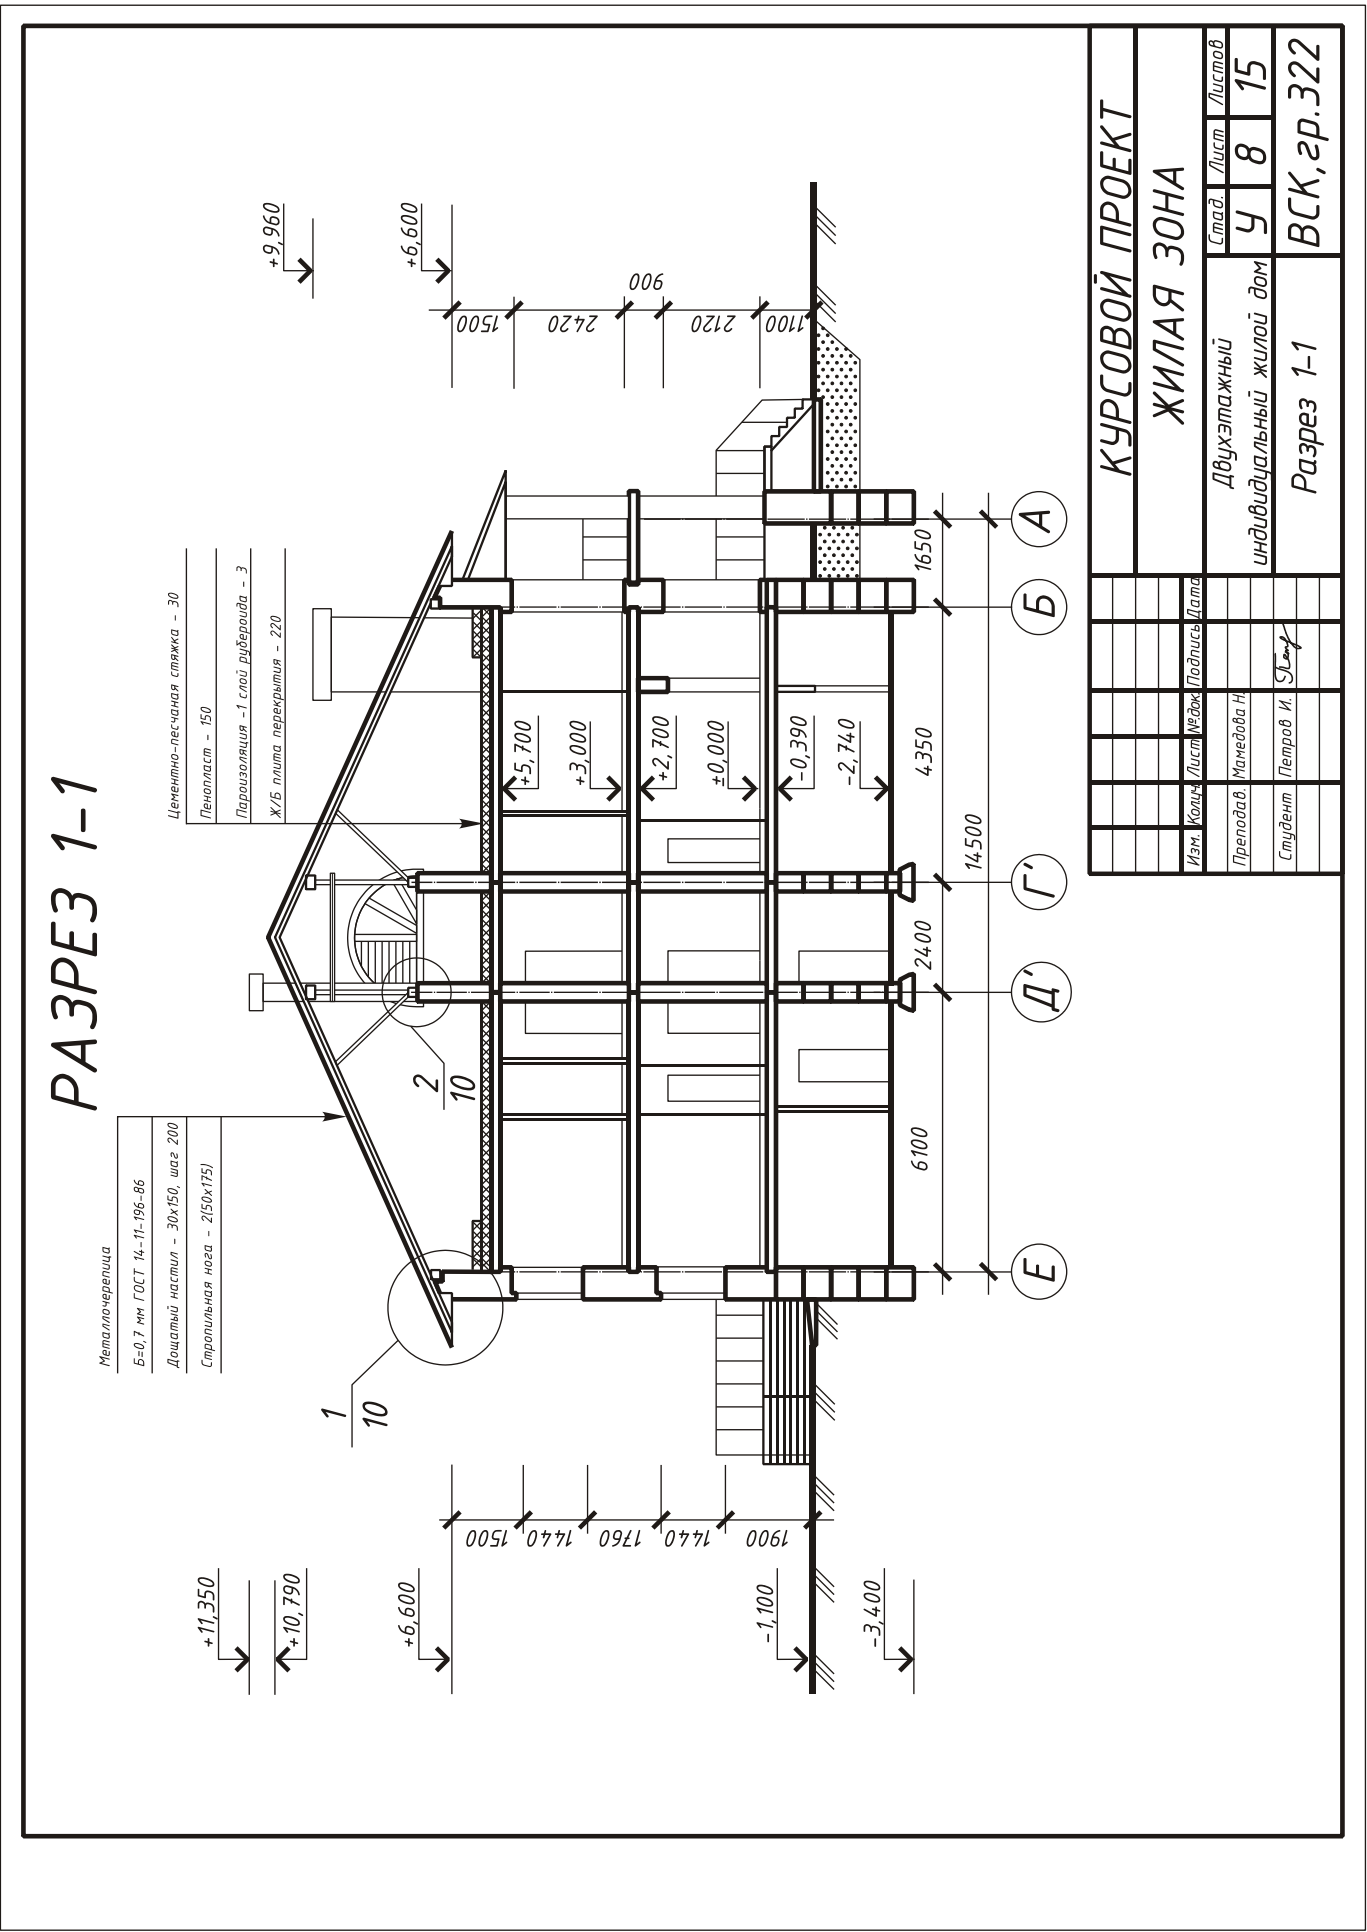 РАЗРЕЗ 1-1
Металлочерепица
Б=0,7 мм ГОСТ 14-11-196-86
Дощатый настил - 30х150, шаг 200
Стропильная нога - 2(50х175)
Цементно-песчаная стяжка - 30
Пенопласт - 150
Пароизоляция -1 слой рубероида - 3
Ж/Б плита перекрытия - 220
+11,350
+10,790
+6,600
-1,100
-3,400
1500
1440
1760
1440
1900
1
10
2
10
+5,700
+3,000
+2,700
±0,000
-0,390
-2,740
+9,960
+6,600
1500
2420
900
2120
1100
6100
2400
4350
1650
14500
Е
Д'
Г'
Б
А
КУРСОВОЙ ПРОЕКТ
ЖИЛАЯ ЗОНА
Изм. Колуч Лист №док. Подпись Дата
Преподав. Мамедова Н.
Студент Петров И. Петр
Двухэтажный
индивидуальный жилой дом
Стад. Лист Листов
У 8 15
Разрез 1-1
ВСК,гр.322